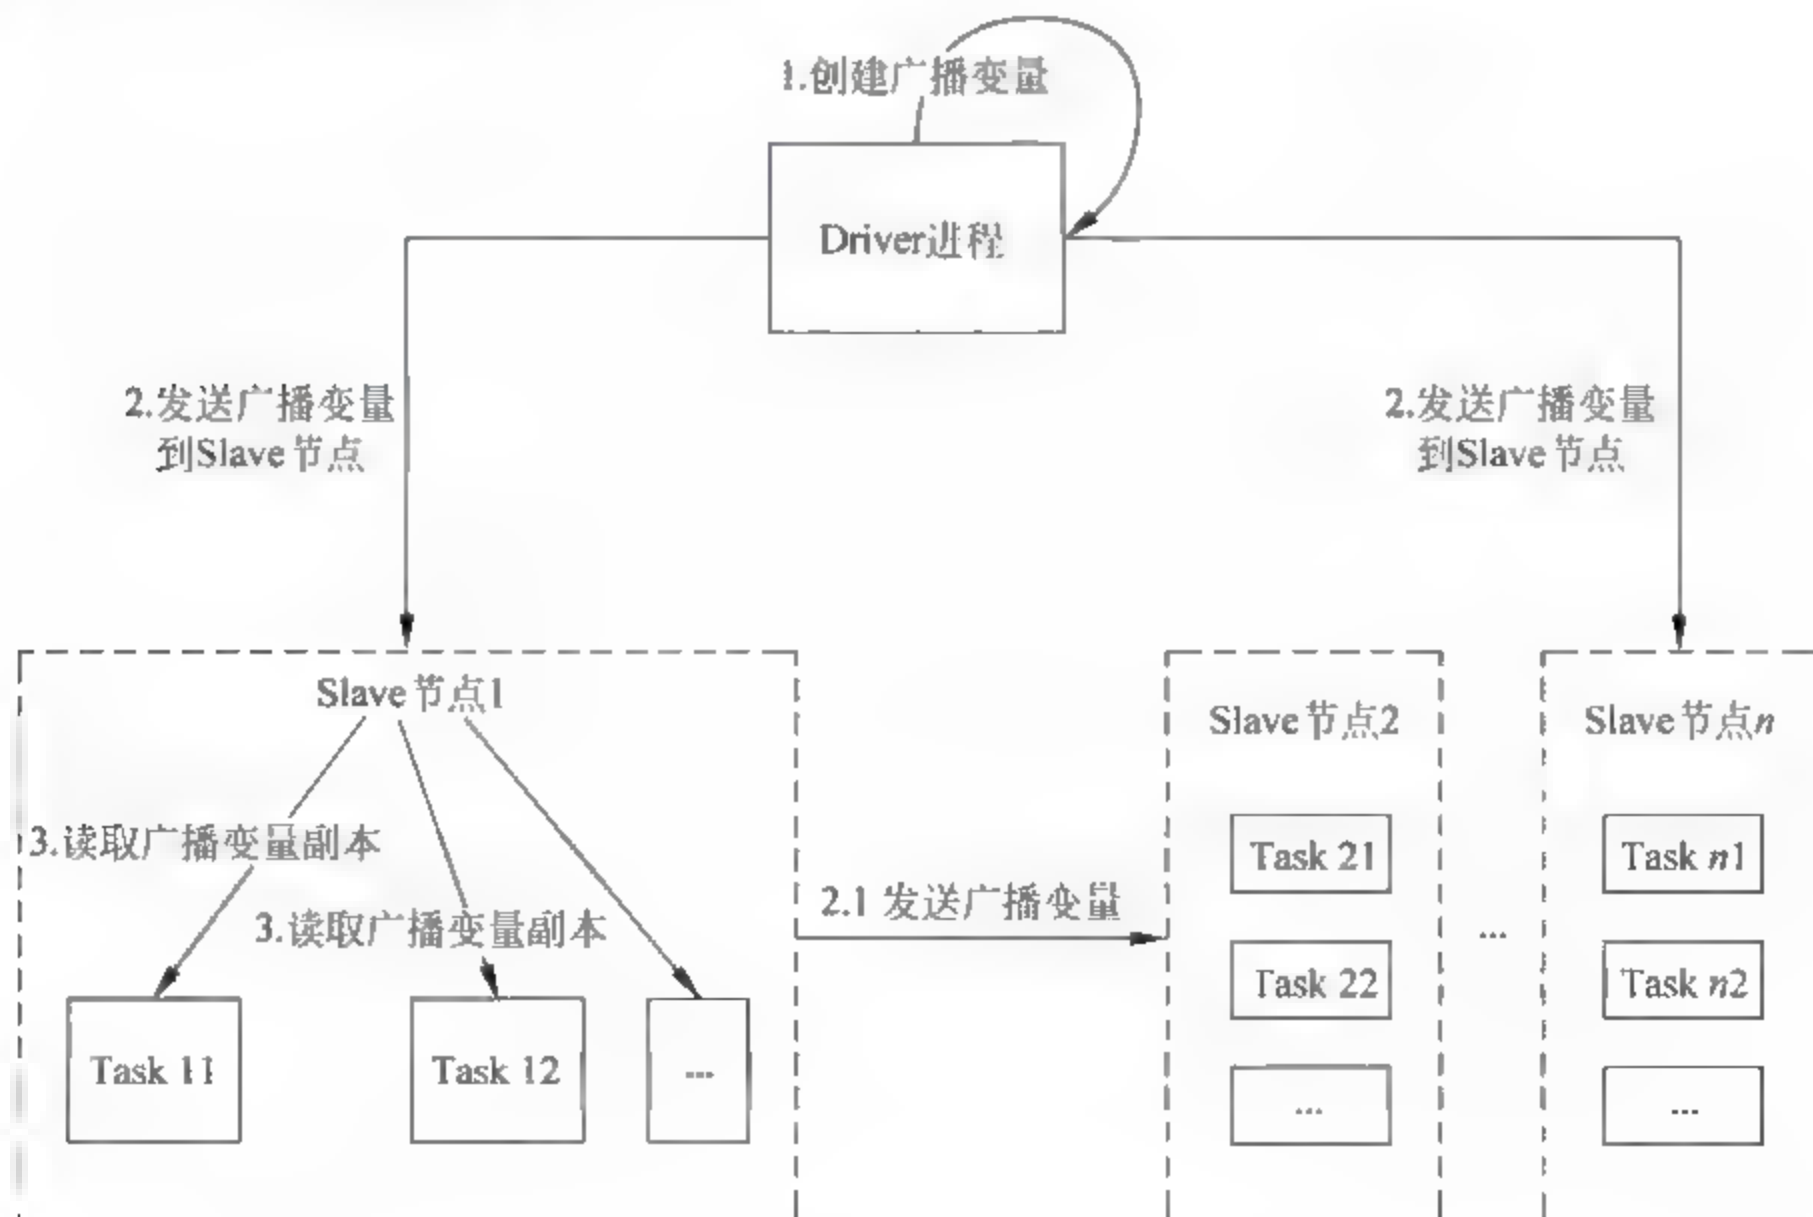 1.创建广播变量
Driver进程
2.发送广播变量
到Slave节点
2.发送广播变量
到Slave节点
Slave节点1
3.读取广播变量副本
3.读取广播变量副本
Task 11
Task 12
...
2.1 发送广播变量
Slave节点2
Task 21
Task 22
...
...
Slave节点n
Task n1
Task n2
...